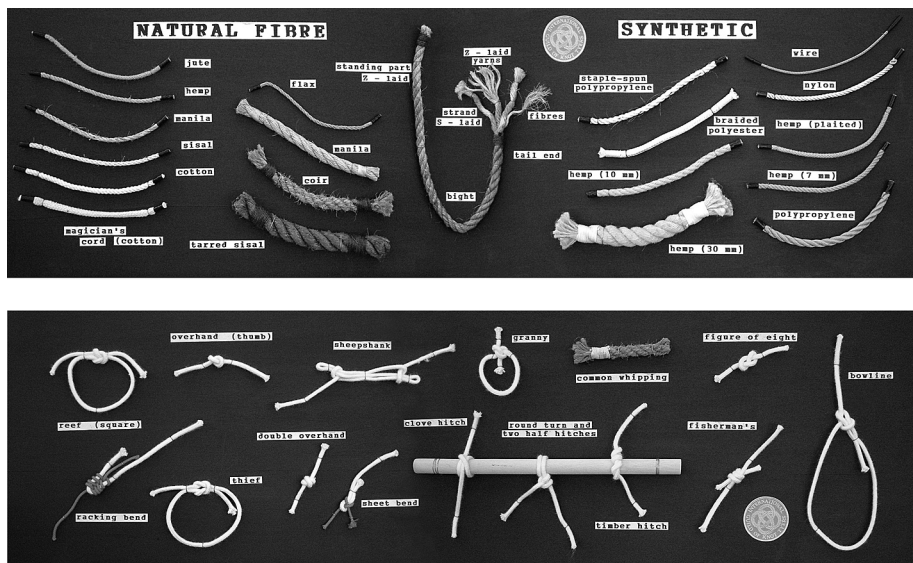 NATURAL FIBRE
SYNTHETIC
jute
hemp
manila
sisal
cotton
magician's
cord (cotton)
flax
manila
coir
tarred sisal
standing part
Z - laid
Z - laid
yarns
strand
S - laid
fibres
tail end
bight
staple-spun
polypropylene
braided
polyester
hemp (10 mm)
hemp (30 mm)
wire
nylon
hemp (plaited)
hemp (7 mm)
polypropylene
overhand (thumb)
sheepshank
granny
common whipping
figure of eight
bowline
reef (square)
double overhand
clove hitch
round turn and
two half hitches
fisherman's
thief
sheet bend
racking bend
timber hitch